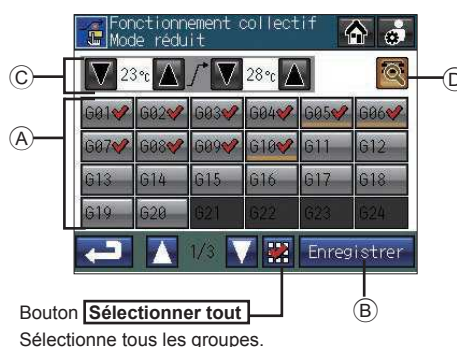 Fonctionnement collectif
Mode réduit
C
23°c 28°c
D
A
G01 G02 G03 G04 G05 G06
G07 G08 G09 G10 G11 G12
G13 G14 G15 G16 G17 G18
G19 G20 G21 G22 G23 G24
1/3 Enregistrer
B
Bouton Sélectionner tout
Sélectionne tous les groupes.